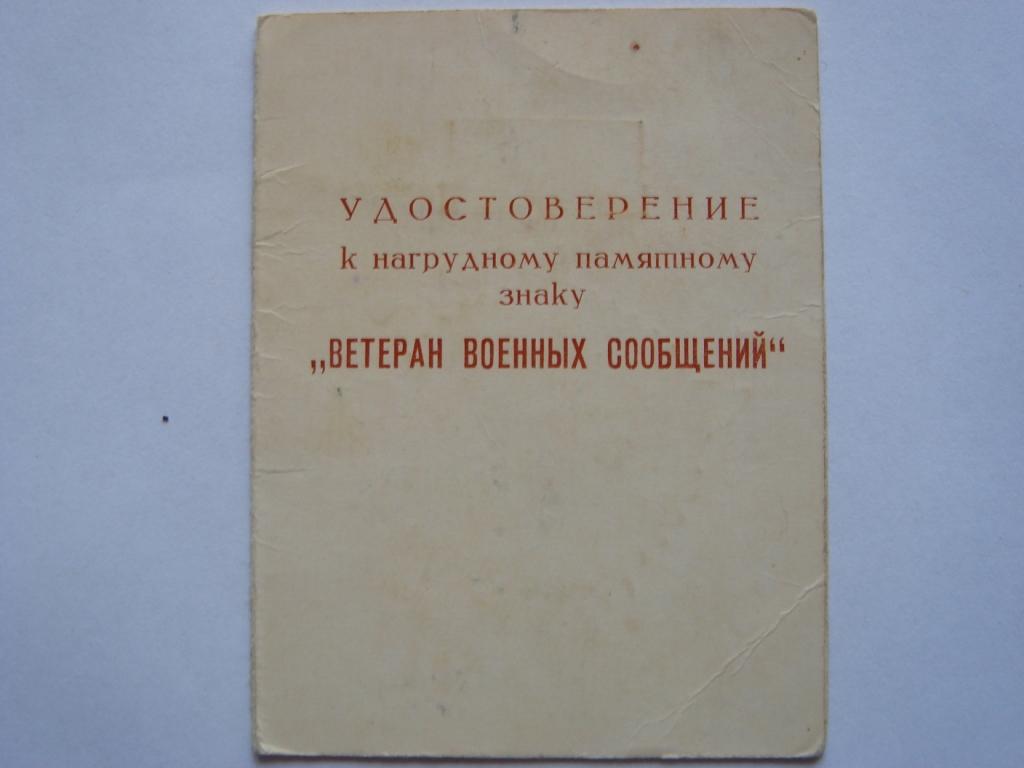 УДОСТОВЕРЕНИЕ
к нагрудному памятному
знаку
„ВЕТЕРАН ВОЕННЫХ СООБЩЕНИЙ“